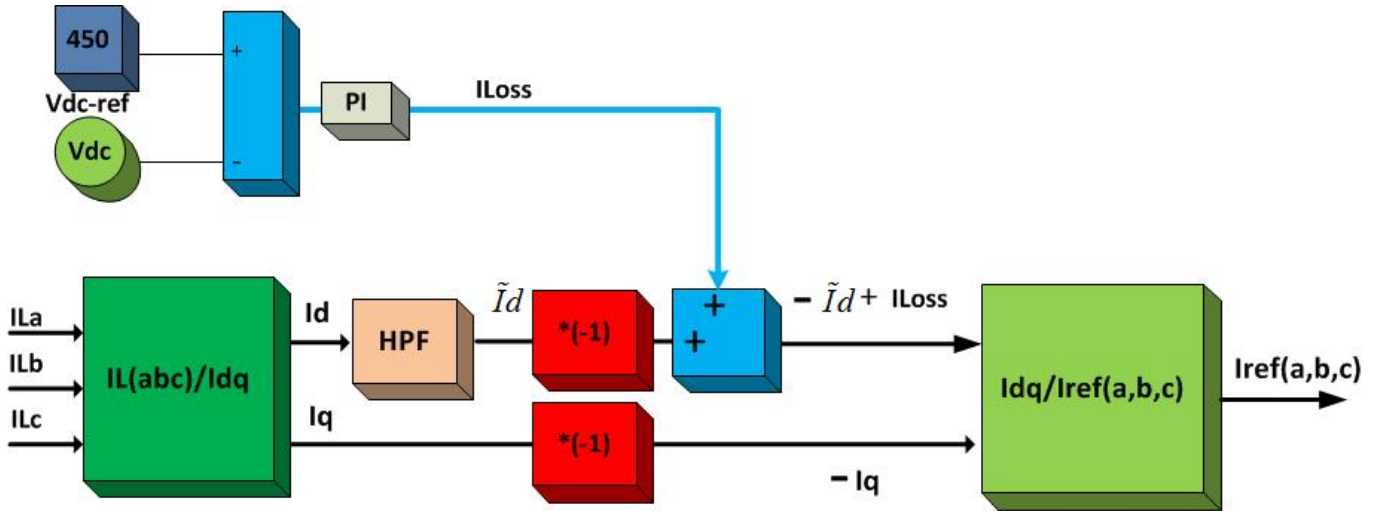 450
+
Vdc-ref
Vdc
-
PI
ILoss
ILa
ILb
ILc
IL(abc)/Idq
Id
HPF
Ĩd
*(-1)
+
+
− Ĩd + ILoss
Iq
*(-1)
− Iq
Idq/Iref(a,b,c)
Iref(a,b,c)